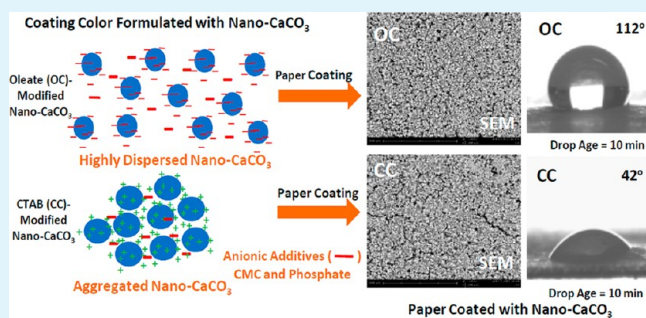 Coating Color Formulated with Nano-CaCO₃
Oleate (OC)-
Modified
Nano-CaCO₃
Paper Coating
Highly Dispersed Nano-CaCO₃
OC
SEM
OC
112°
Drop Age = 10 min
CTAB (CC)-
Modified
Nano-CaCO₃
Paper Coating
Anionic Additives ( — )
CMC and Phosphate
Aggregated Nano-CaCO₃
CC
SEM
CC
42°
Drop Age = 10 min
Paper Coated with Nano-CaCO₃